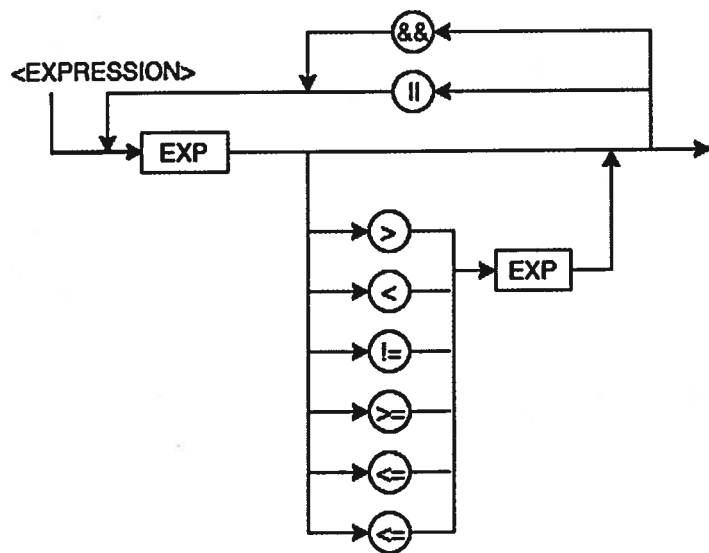 &&
<EXPRESSION>
||
EXP
>
EXP
<
!=
>=
<=
<=